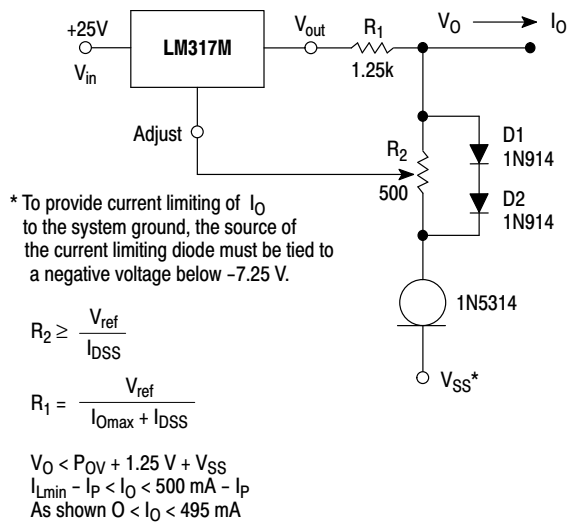 +25V
V_in
LM317M
V_out
R_1
1.25k
V_O
I_O
Adjust
R_2
500
D1
1N914
D2
1N914
1N5314
V_SS*
* To provide current limiting of I_O
to the system ground, the source of
the current limiting diode must be tied to
a negative voltage below –7.25 V.
R_2 ≥ V_ref / I_DSS
R_1 = V_ref / I_Omax + I_DSS
V_O < P_OV + 1.25 V + V_SS
I_Lmin – I_P < I_O < 500 mA – I_P
As shown O < I_O < 495 mA